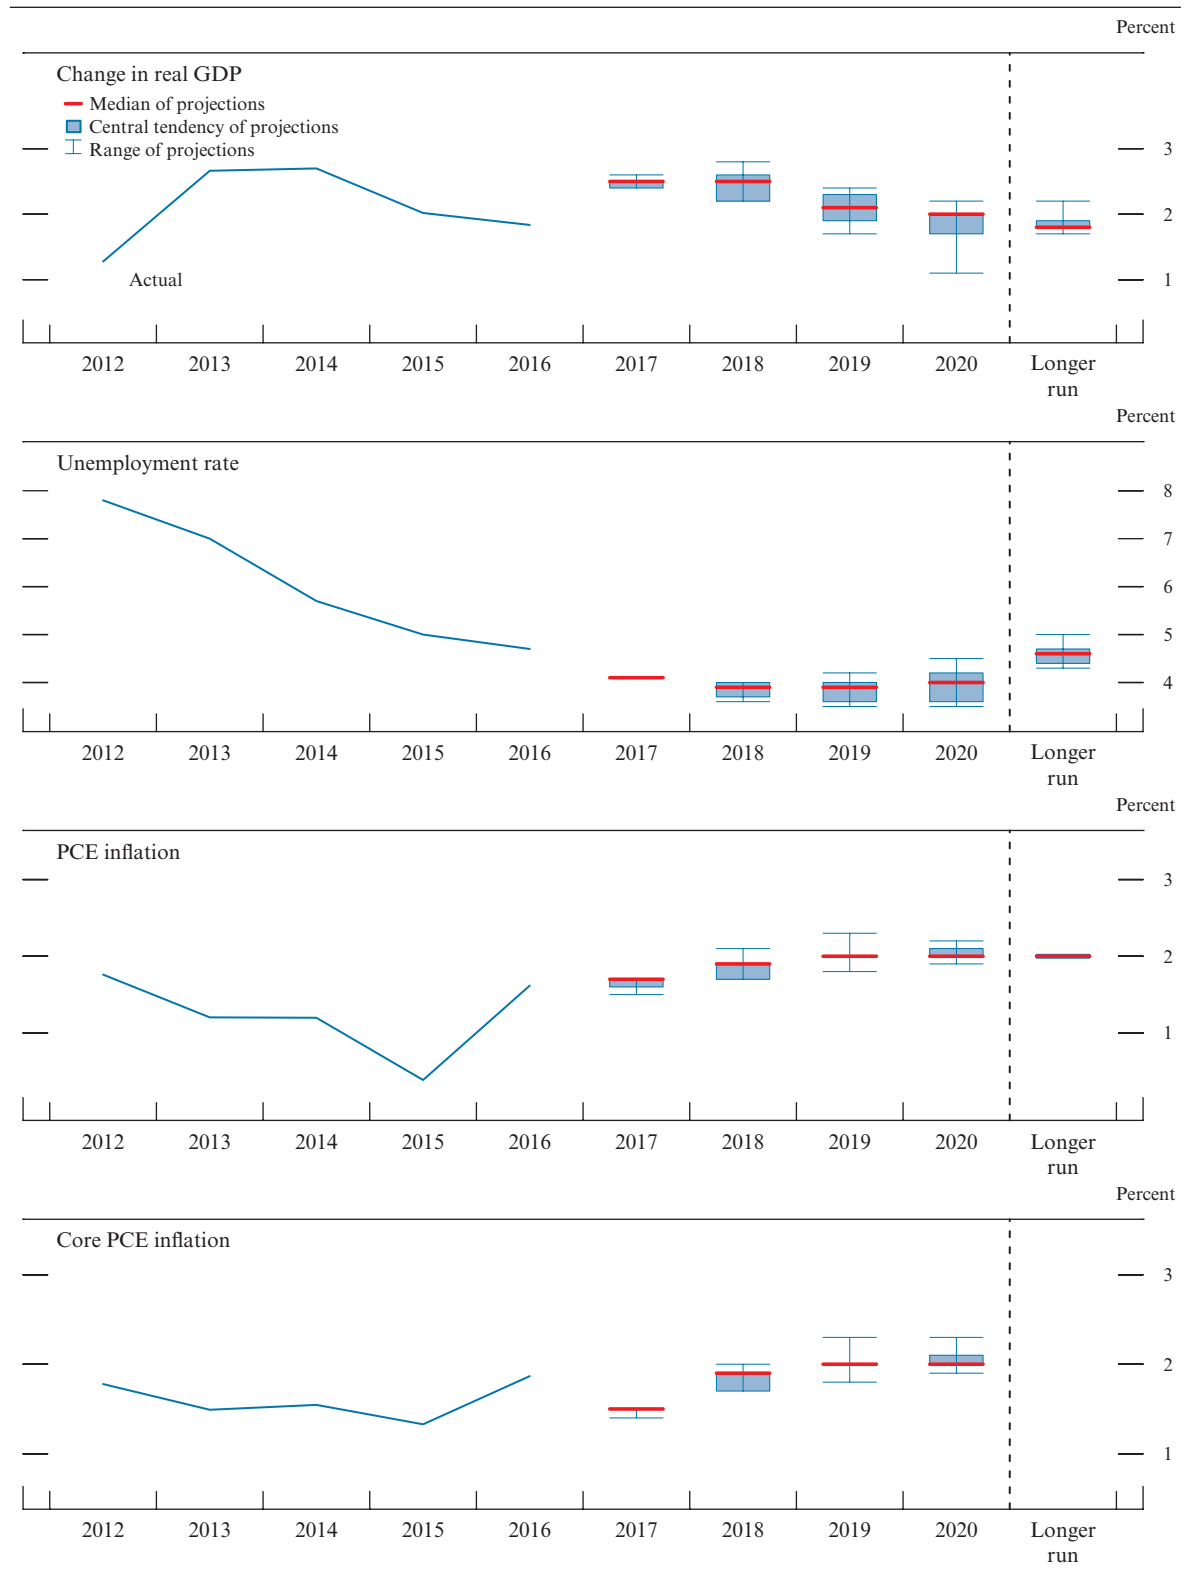 Percent
Change in real GDP
Median of projections
Central tendency of projections
Range of projections
Actual
3
2
1
2012 2013 2014 2015 2016 2017 2018 2019 2020 Longer
run
Percent
Unemployment rate
8
7
6
5
4
2012 2013 2014 2015 2016 2017 2018 2019 2020 Longer
run
Percent
PCE inflation
3
2
1
2012 2013 2014 2015 2016 2017 2018 2019 2020 Longer
run
Percent
Core PCE inflation
3
2
1
2012 2013 2014 2015 2016 2017 2018 2019 2020 Longer
run